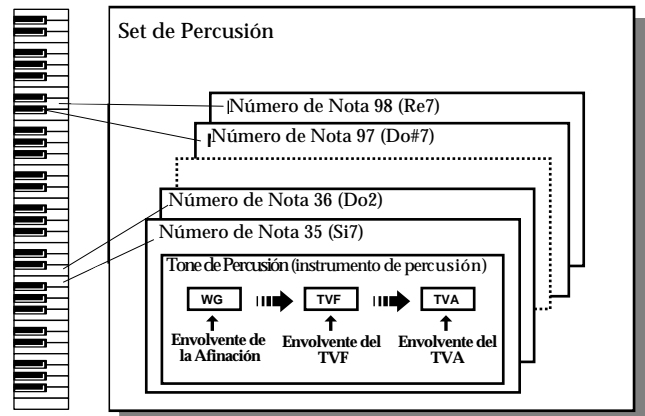 Set de Percusión
Número de Nota 98 (Re7)
Número de Nota 97 (Do#7)
Número de Nota 36 (Do2)
Número de Nota 35 (Si7)
Tone de Percusión (instrumento de percusión)
WG TVF TVA
Envolvente de la Afinación
Envolvente del TVF
Envolvente del TVA